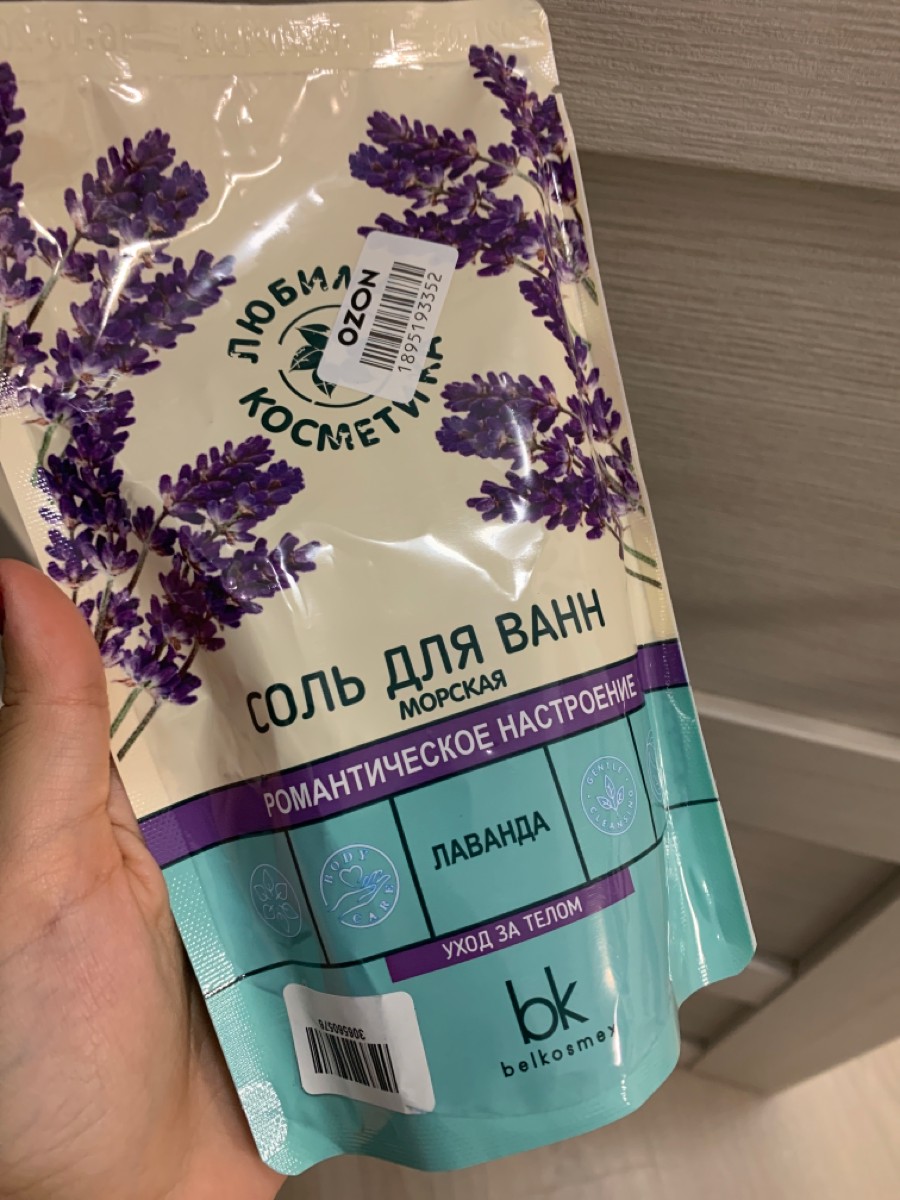 ЛЮБИМ
КОСМЕТИКА
OZON
1895193352
СОЛЬ ДЛЯ ВАНН
МОРСКАЯ
РОМАНТИЧЕСКОЕ НАСТРОЕНИЕ
BODY CARE
ЛАВАНДА
GENTLE CLEANSING
УХОД ЗА ТЕЛОМ
bk
belkosmex
306560578